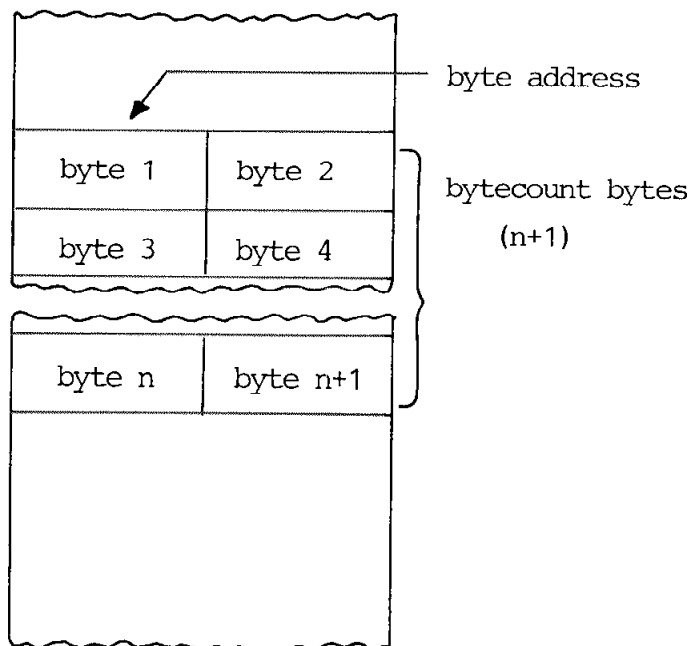 byte address
byte 1 byte 2
bytecount bytes
(n+1)
byte 3 byte 4
byte n byte n+1